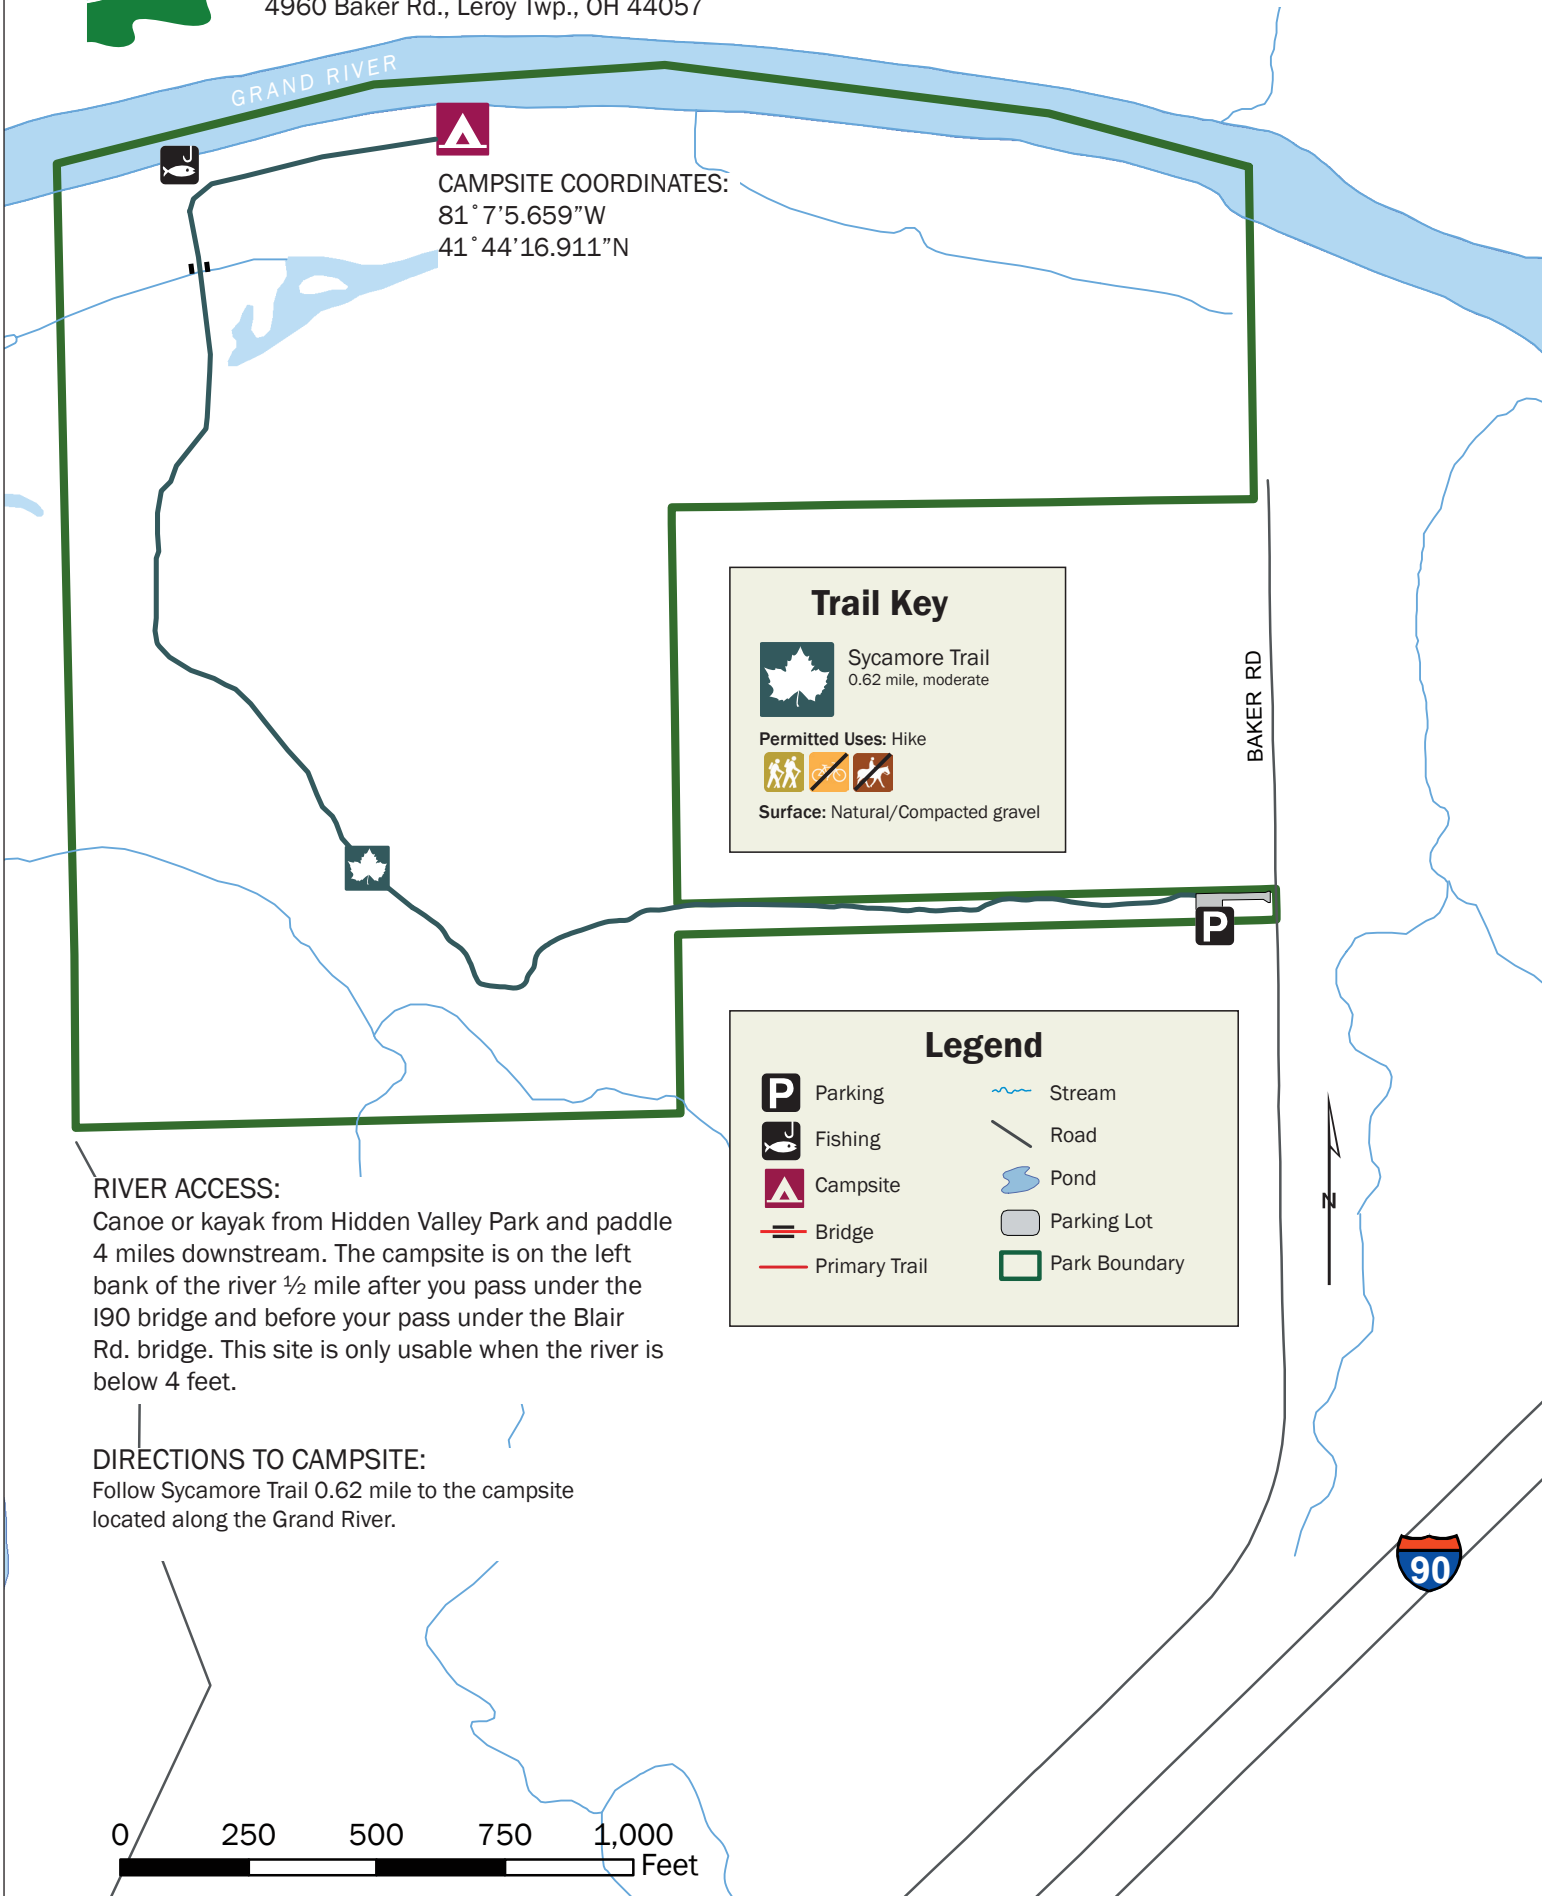 4960 Baker Rd., Leroy Twp., OH 44057
GRAND RIVER
CAMPSITE COORDINATES:
81˚7’5.659”W
41˚44’16.911”N
Trail Key
Sycamore Trail
0.62 mile, moderate
Permitted Uses: Hike
Surface: Natural/Compacted gravel
BAKER RD
P
Legend
P Parking
Fishing
Campsite
Bridge
Primary Trail
Stream
Road
Pond
Parking Lot
Park Boundary
N
RIVER ACCESS:
Canoe or kayak from Hidden Valley Park and paddle
4 miles downstream. The campsite is on the left
bank of the river ½ mile after you pass under the
I90 bridge and before your pass under the Blair
Rd. bridge. This site is only usable when the river is
below 4 feet.
DIRECTIONS TO CAMPSITE:
Follow Sycamore Trail 0.62 mile to the campsite
located along the Grand River.
90
0 250 500 750 1,000
Feet